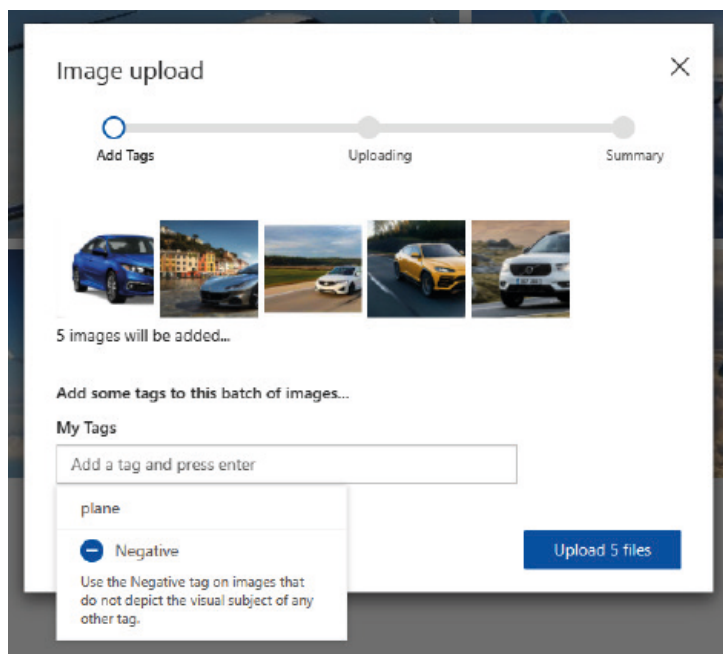 Image upload
Add Tags
Uploading
Summary
5 images will be added...
Add some tags to this batch of images...
My Tags
Add a tag and press enter
plane
Negative
Use the Negative tag on images that
do not depict the visual subject of any
other tag.
Upload 5 files